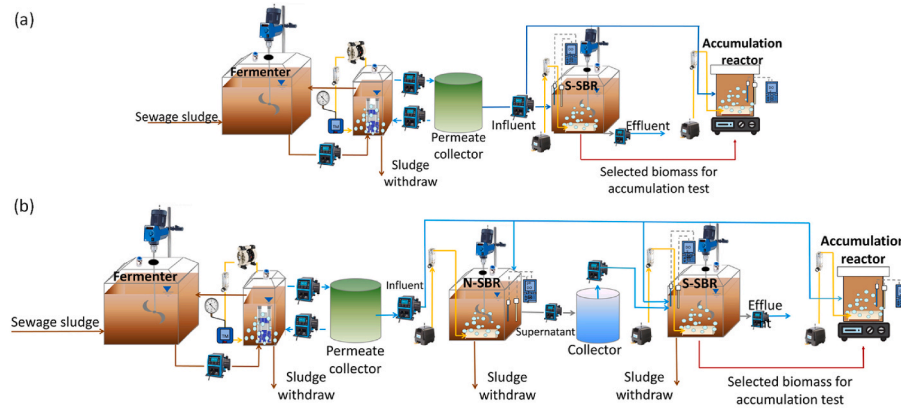 (a)
Fermenter
Sewage sludge
Sludge
withdraw
Permeate
collector
Influent
S-SBR
Effluent
Accumulation
reactor
Selected biomass for
accumulation test
(b)
Fermenter
Sewage sludge
Sludge
withdraw
Permeate
collector
Influent
N-SBR
Supernatant
Sludge
withdraw
Collector
S-SBR
Efflue
nt
Sludge
withdraw
Accumulation
reactor
Selected biomass for
accumulation test